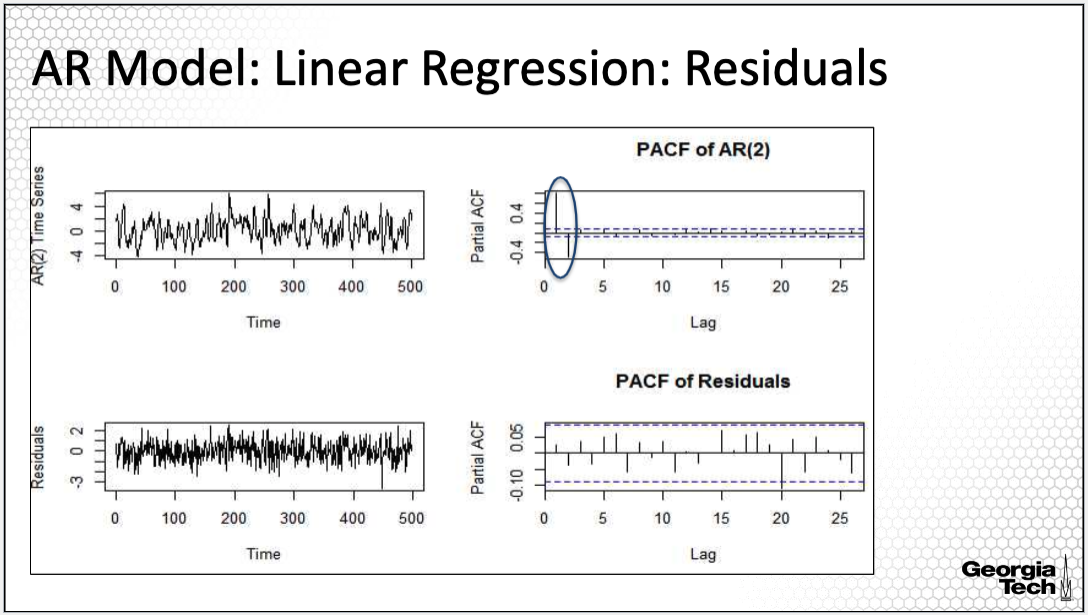 AR Model: Linear Regression: Residuals
AR(2) Time Series
4
0
-4
0 100 200 300 400 500
Time
PACF of AR(2)
Partial ACF
0.4
-0.4
0 5 10 15 20 25
Lag
Residuals
2
0
-3
0 100 200 300 400 500
Time
PACF of Residuals
Partial ACF
0.05
-0.10
0 5 10 15 20 25
Lag
Georgia
Tech